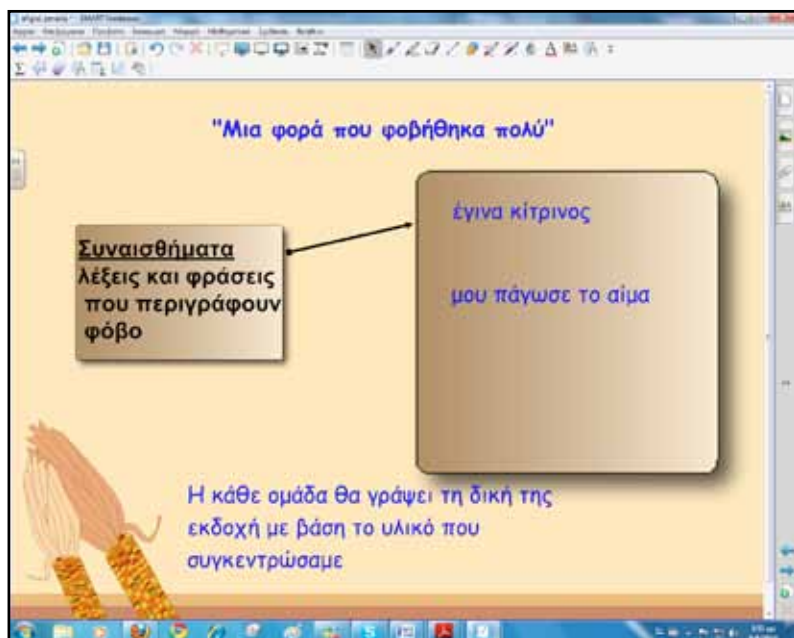 "Μια φορά που φοβήθηκα πολύ"
Συναισθήματα
λέξεις και φράσεις
που περιγράφουν
φόβο
έγινα κίτρινος
μου πάγωσε το αίμα
Η κάθε ομάδα θα γράψει τη δική της
εκδοχή με βάση το υλικό που
συγκεντρώσαμε